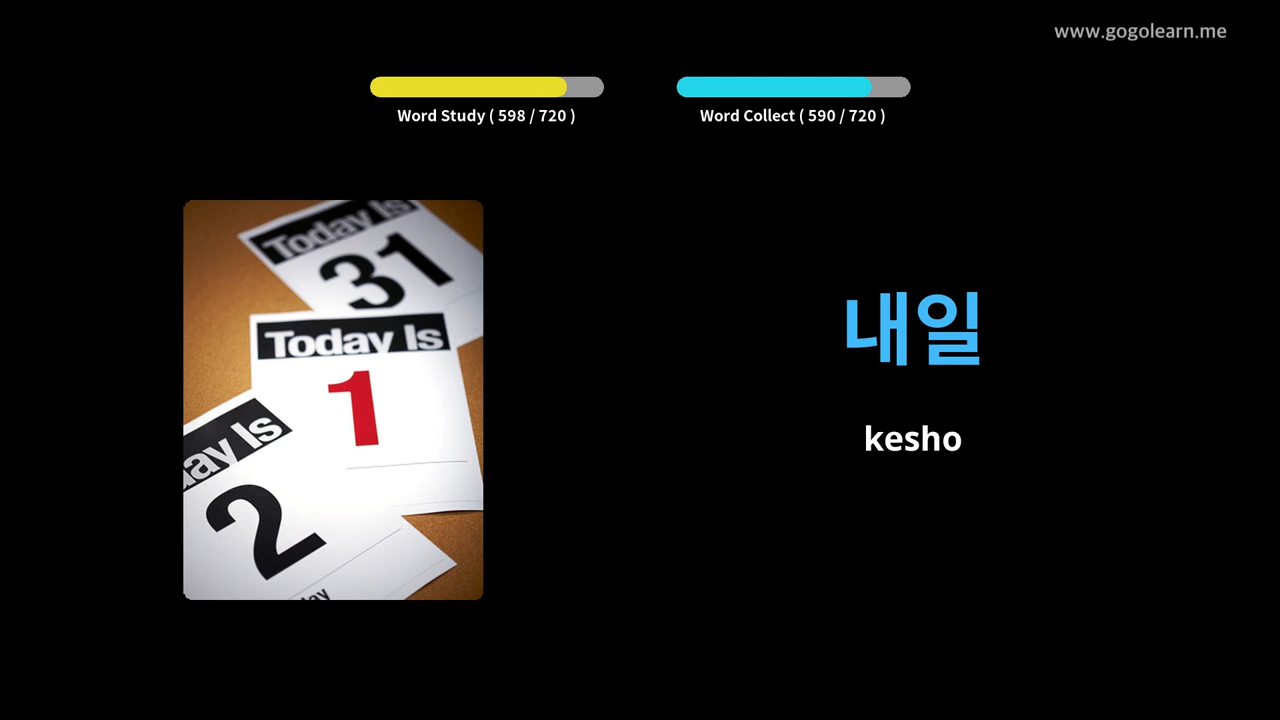 www.gogolearn.me
Word Study ( 598 / 720 )
Word Collect ( 590 / 720 )
Today Is
31
Today Is
1
day Is
2
내일
kesho